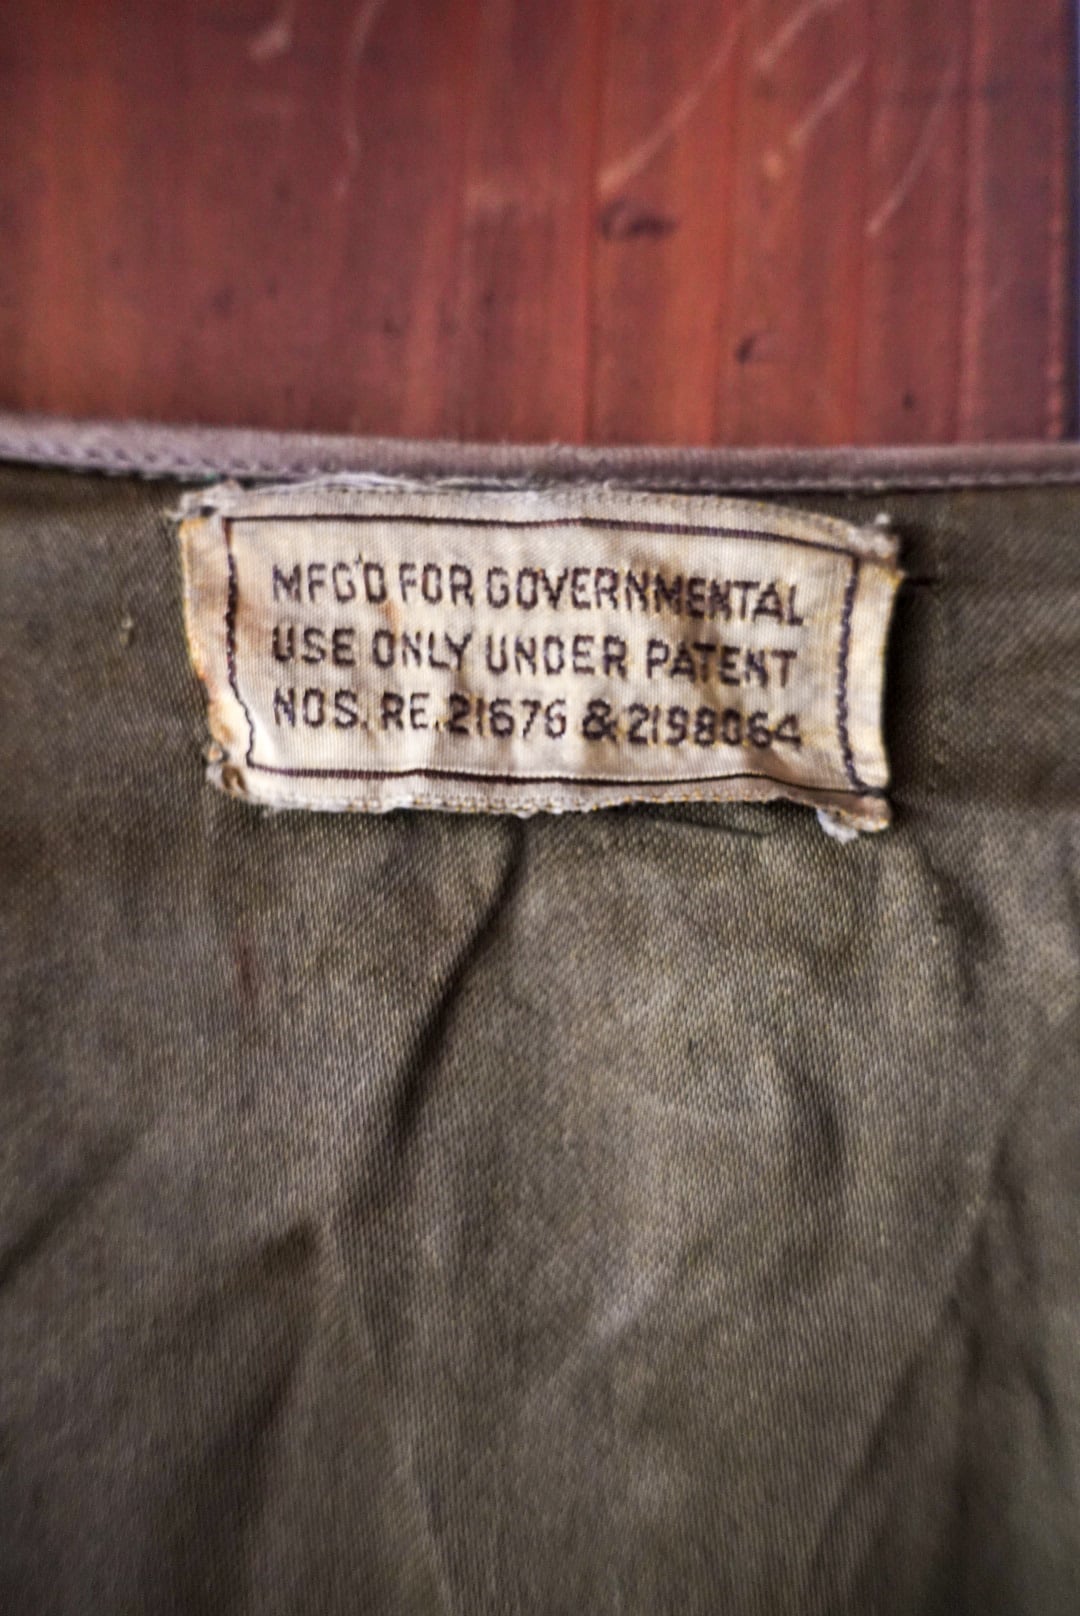 MFG'D FOR GOVERNMENTAL
USE ONLY UNDER PATENT
NOS. RE. 21676 & 2198064